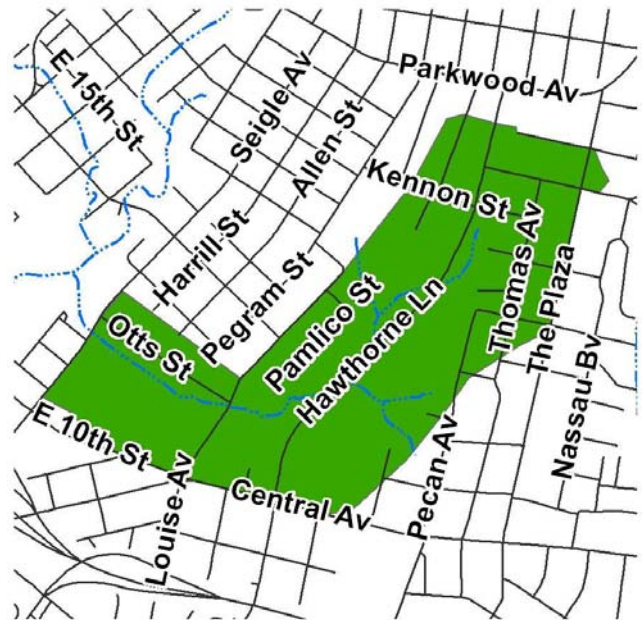 E 15th St
Seigle Av
Parkwood Av
Allen St
Kennon St
Harrill St
Thomas Av
Pegram St
The Plaza
Pamlico St
Hawthorne Ln
Otts St
Nassau Bv
E 10th St
Pecan Av
Central Av
Louise Av